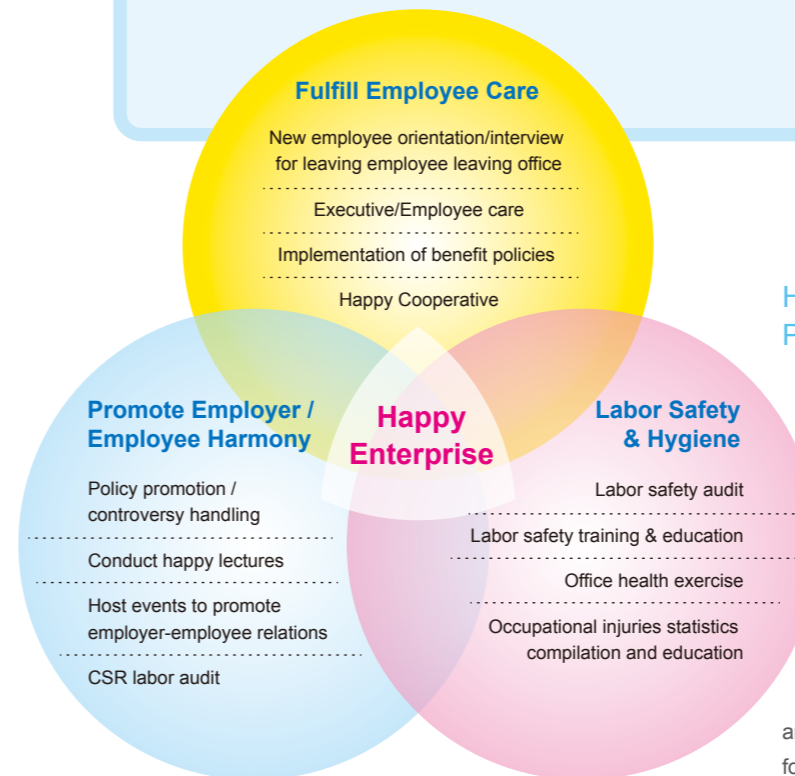 Fulfill Employee Care
New employee orientation/interview
for leaving employee leaving office
Executive/Employee care
Implementation of benefit policies
Happy Cooperative
Promote Employer /
Employee Harmony
Policy promotion /
controversy handling
Conduct happy lectures
Host events to promote
employer-employee relations
CSR labor audit
Happy
Enterprise
Labor Safety
& Hygiene
Labor safety audit
Labor safety training & education
Office health exercise
Occupational injuries statistics
compilation and education